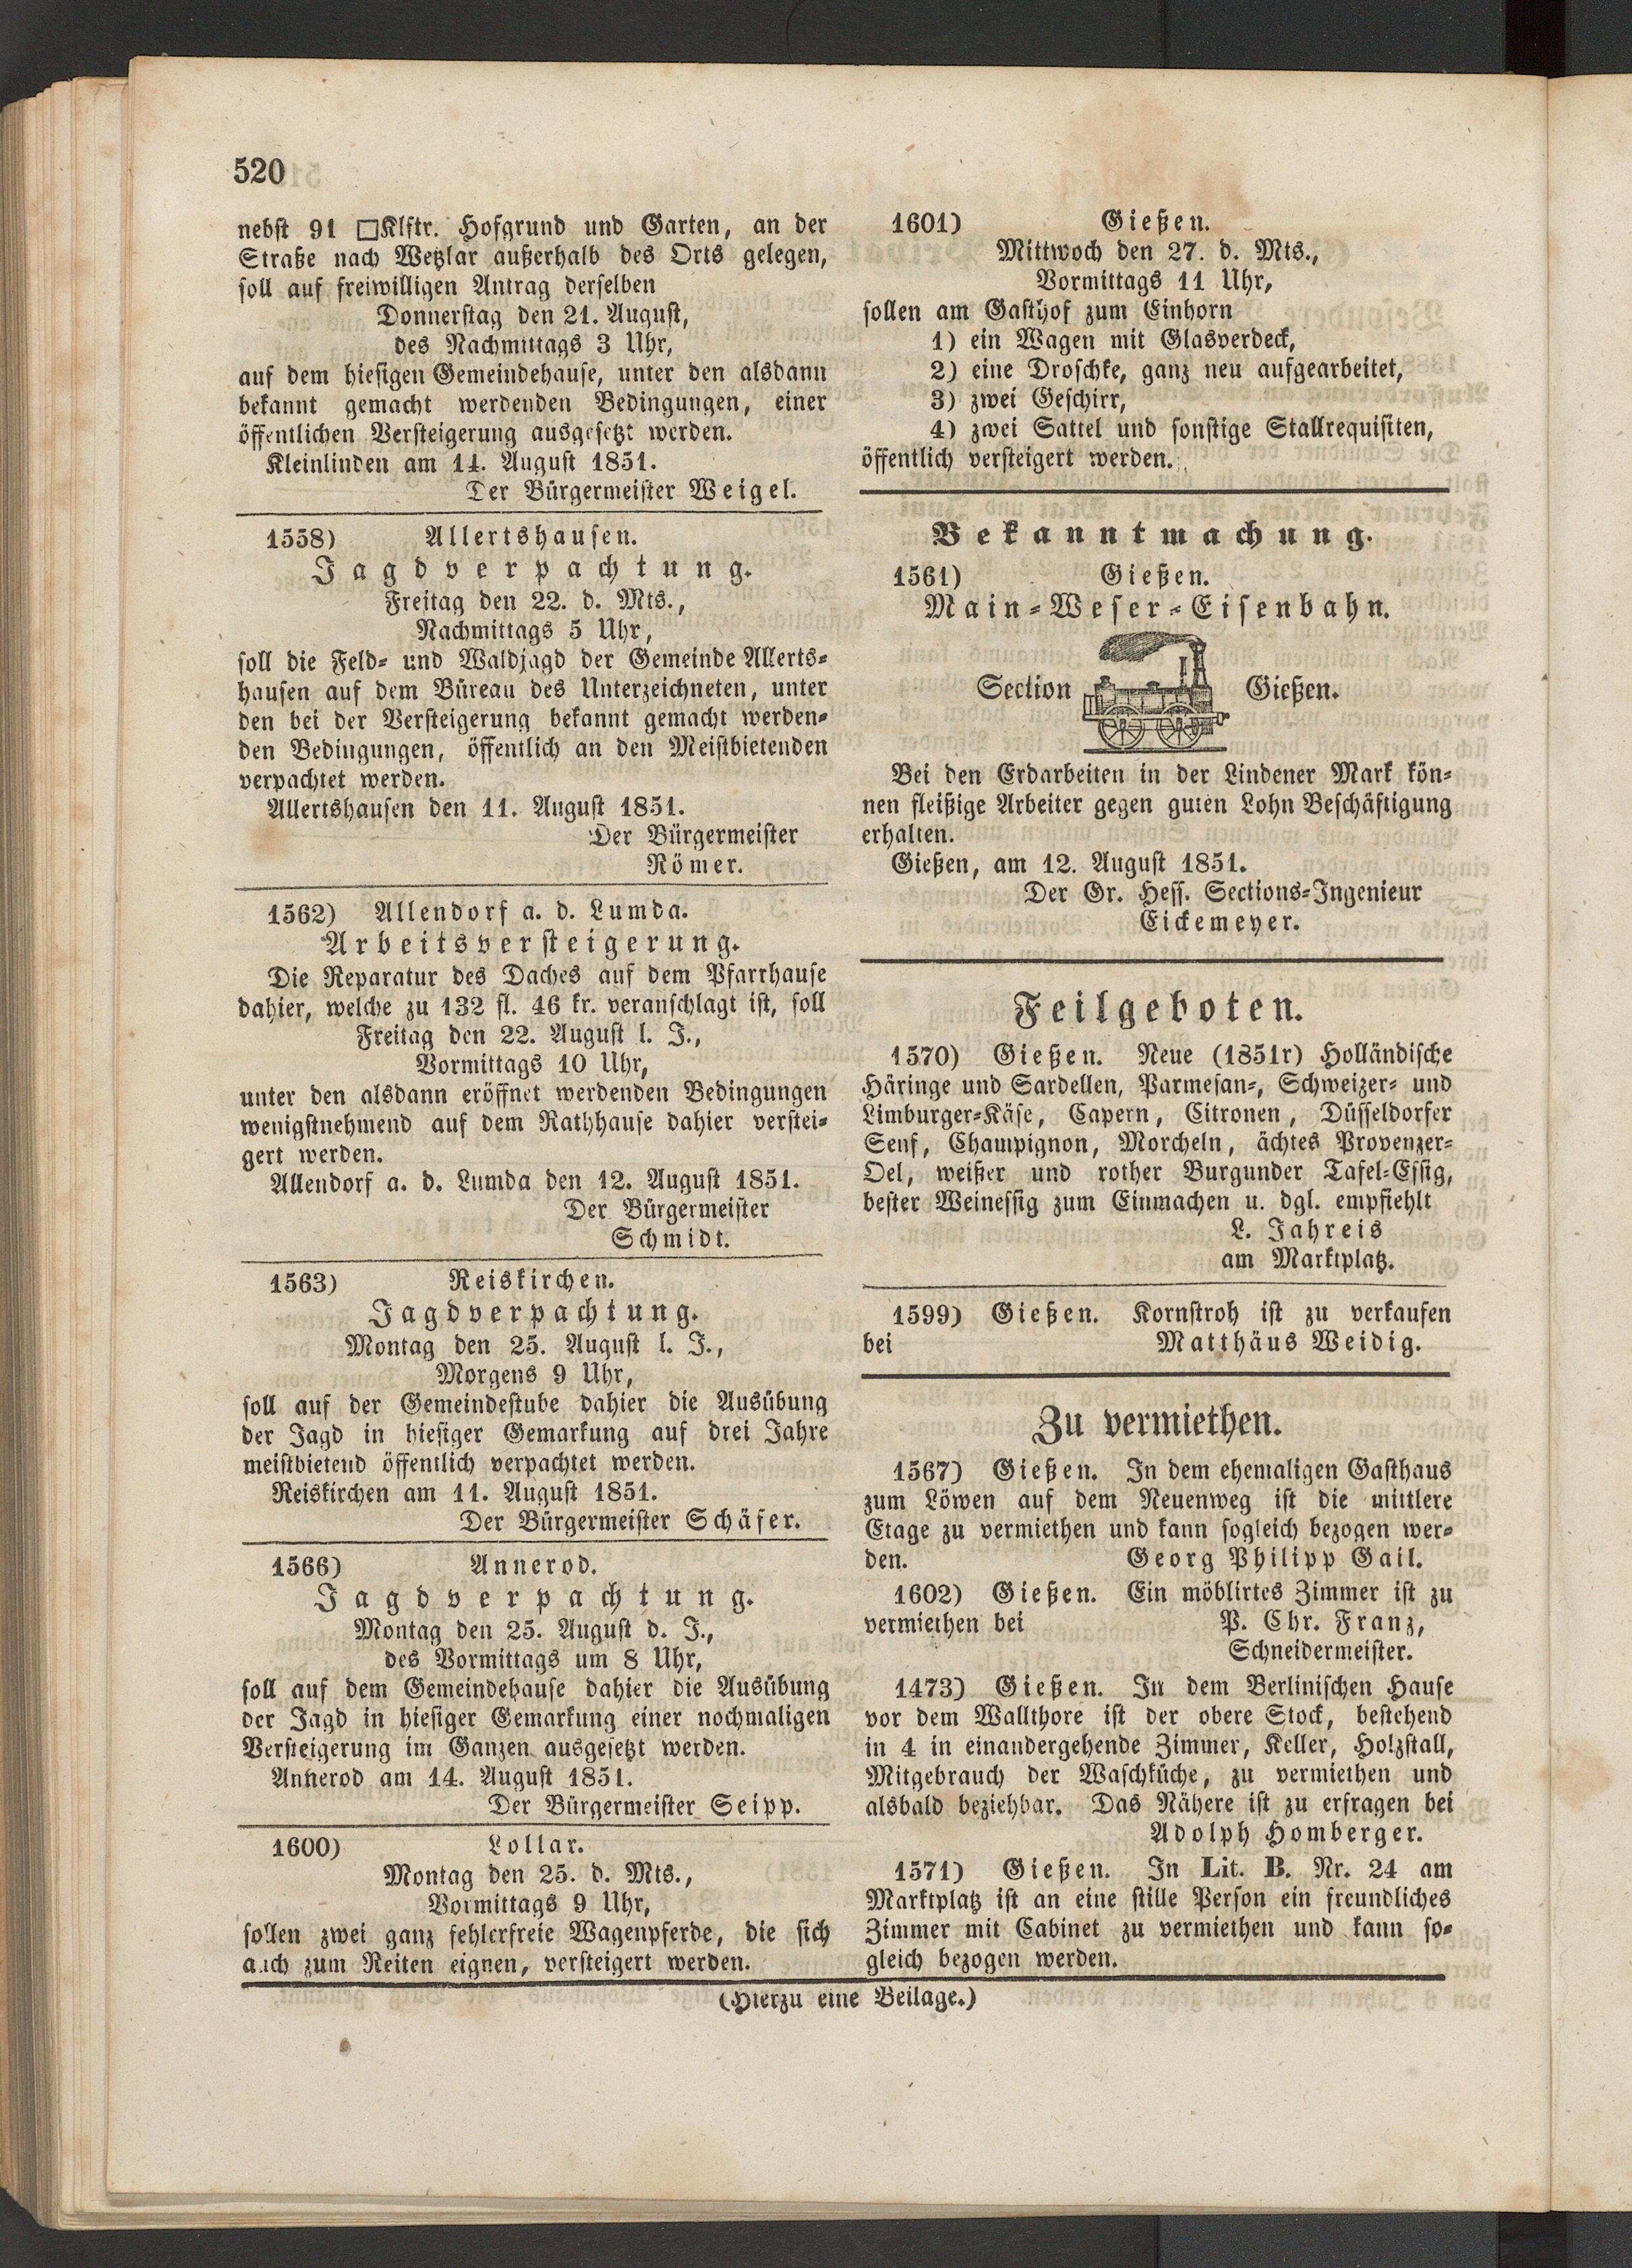 520
nebst 91 □Klftr. Hofgrund und Garten, an der
Straße nach Wetzlar außerhalb des Orts gelegen,
soll auf freiwilligen Antrag derselben
Donnerstag den 21. August,
des Nachmittags 3 Uhr,
auf dem hiesigen Gemeindehause, unter den alsdann
bekannt gemacht werdenden Bedingungen, einer
öffentlichen Versteigerung ausgesetzt werden.
Kleinlinden am 14. August 1851.
Der Bürgermeister Weigel.
1558) Allertshausen.
Jagdverpachtung.
Freitag den 22. d. Mts.,
Nachmittags 5 Uhr,
soll die Feld- und Waldjagd der Gemeinde Allerts-
hausen auf dem Büreau des Unterzeichneten, unter
den bei der Versteigerung bekannt gemacht werden-
den Bedingungen, öffentlich an den Meistbietenden
verpachtet werden.
Allertshausen den 11. August 1851.
Der Bürgermeister
Römer.
1562) Allendorf a. d. Lumda.
Arbeitsversteigerung.
Die Reparatur des Daches auf dem Pfarrhause
dahier, welche zu 132 fl. 46 kr. veranschlagt ist, soll
Freitag den 22. August l. J.,
Vormittags 10 Uhr,
unter den alsdann eröffnet werdenden Bedingungen
wenigstnehmend auf dem Rathhause dahier verstei-
gert werden.
Allendorf a. d. Lumda den 12. August 1851.
Der Bürgermeister
Schmidt.
1563) Reiskirchen.
Jagdverpachtung.
Montag den 25. August l. J.,
Morgens 9 Uhr,
soll auf der Gemeindestube dahier die Ausübung
der Jagd in hiesiger Gemarkung auf drei Jahre
meistbietend öffentlich verpachtet werden.
Reiskirchen am 11. August 1851.
Der Bürgermeister Schäfer.
1566) Annerod.
Jagdverpachtung.
Montag den 25. August d. J.,
des Vormittags um 8 Uhr,
soll auf dem Gemeindehause dahier die Ausübung
der Jagd in hiesiger Gemarkung einer nochmaligen
Versteigerung im Ganzen ausgesetzt werden.
Annerod am 14. August 1851.
Der Bürgermeister Seipp.
1600) Lollar.
Montag den 25. d. Mts.,
Vormittags 9 Uhr,
sollen zwei ganz fehlerfreie Wagenpferde, die sich
auch zum Reiten eignen, versteigert werden.
1601) Gießen.
Mittwoch den 27. d. Mts.,
Vormittags 11 Uhr,
sollen am Gasthof zum Einhorn
1) ein Wagen mit Glasverdeck,
2) eine Droschke, ganz neu aufgearbeitet,
3) zwei Geschirr,
4) zwei Sattel und sonstige Stallrequisiten,
öffentlich versteigert werden.
Bekanntmachung.
1561) Gießen.
Main-Weser-Eisenbahn.
Section Gießen.
Bei den Erdarbeiten in der Lindener Mark kön-
nen fleißige Arbeiter gegen guten Lohn Beschäftigung
erhalten.
Gießen, am 12. August 1851.
Der Gr. Hess. Sections-Ingenieur
Eickemeyer.
Feilgeboten.
1570) Gießen. Neue (1851r) Holländische
Häringe und Sardellen, Parmesan-, Schweizer- und
Limburger-Käse, Capern, Citronen, Düsseldorfer
Senf, Champignon, Morcheln, ächtes Provenzer-
Oel, weißer und rother Burgunder Tafel-Essig,
bester Weinessig zum Einmachen u. dgl. empfiehlt
L. Jahreis
am Marktplatz.
1599) Gießen. Kornstroh ist zu verkaufen
bei Matthäus Weidig.
Zu vermiethen.
1567) Gießen. In dem ehemaligen Gasthaus
zum Löwen auf dem Neuenweg ist die mittlere
Etage zu vermiethen und kann sogleich bezogen wer-
den. Georg Philipp Gail.
1602) Gießen. Ein möblirtes Zimmer ist zu
vermiethen bei P. Chr. Franz,
Schneidermeister.
1473) Gießen. In dem Berlinischen Hause
vor dem Wallthore ist der obere Stock, bestehend
in 4 in einandergehende Zimmer, Keller, Holzstall,
Mitgebrauch der Waschküche, zu vermiethen und
alsbald beziehbar. Das Nähere ist zu erfragen bei
Adolph Homberger.
1571) Gießen. In Lit. B. Nr. 24 am
Marktplatz ist an eine stille Person ein freundliches
Zimmer mit Cabinet zu vermiethen und kann so-
gleich bezogen werden.
(Hierzu eine Beilage.)